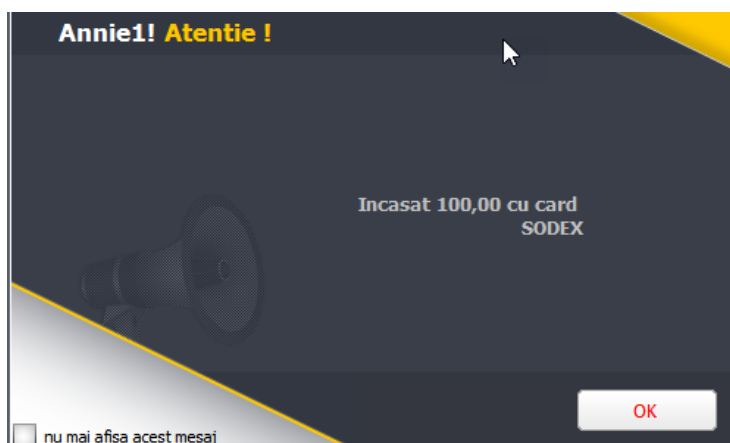 Annie1! Atentie !
Incasat 100,00 cu card
SODEX
OK
nu mai afisa acest mesaj